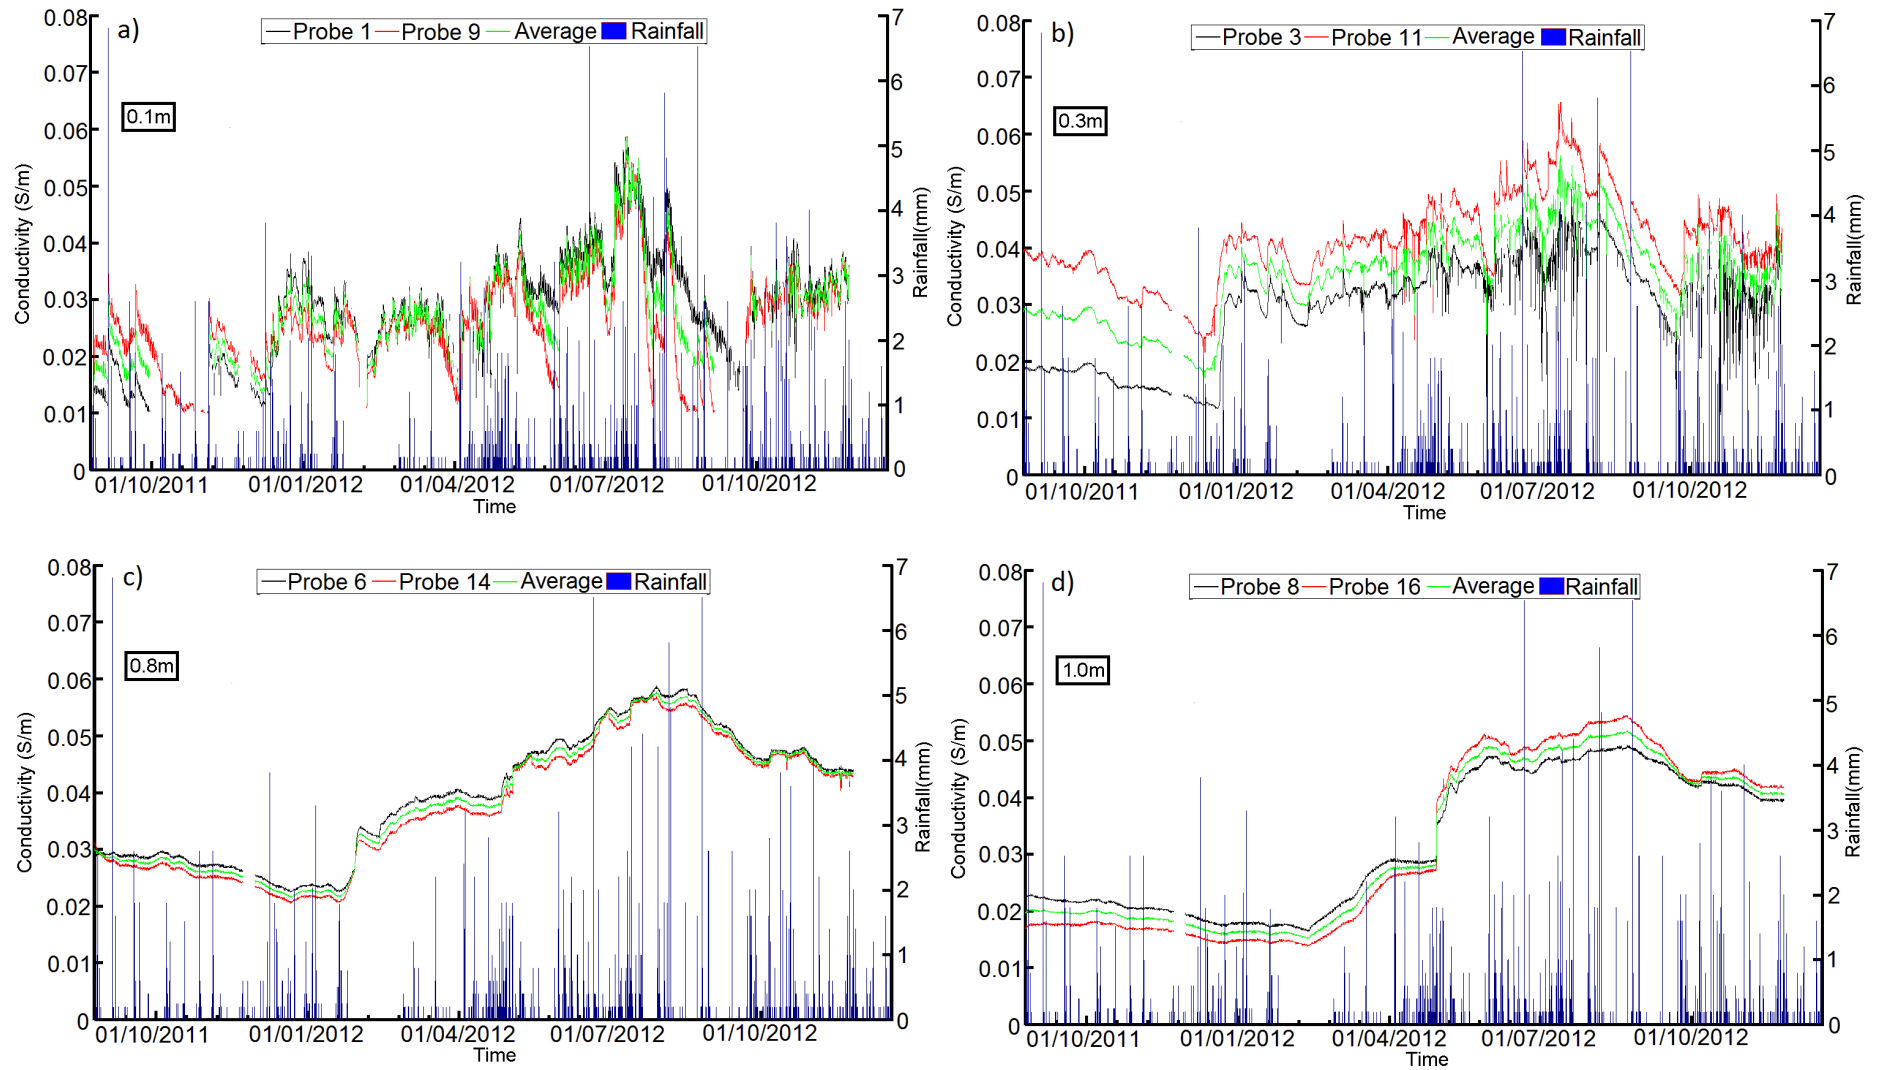 a)
Probe 1 Probe 9 Average Rainfall
0.1m
0.08
0.07
0.06
0.05
0.04
0.03
0.02
0.01
0
Conductivity (S/m)
7
6
5
4
3
2
1
0
Rainfall(mm)
01/10/2011 01/01/2012 01/04/2012 01/07/2012 01/10/2012
Time
b)
Probe 3 Probe 11 Average Rainfall
0.3m
0.08
0.07
0.06
0.05
0.04
0.03
0.02
0.01
0
Conductivity (S/m)
7
6
5
4
3
2
1
0
Rainfall(mm)
01/10/2011 01/01/2012 01/04/2012 01/07/2012 01/10/2012
Time
c)
Probe 6 Probe 14 Average Rainfall
0.8m
0.08
0.07
0.06
0.05
0.04
0.03
0.02
0.01
0
Conductivity (S/m)
7
6
5
4
3
2
1
0
Rainfall(mm)
01/10/2011 01/01/2012 01/04/2012 01/07/2012 01/10/2012
Time
d)
Probe 8 Probe 16 Average Rainfall
1.0m
0.08
0.07
0.06
0.05
0.04
0.03
0.02
0.01
0
Conductivity (S/m)
7
6
5
4
3
2
1
0
Rainfall(mm)
01/10/2011 01/01/2012 01/04/2012 01/07/2012 01/10/2012
Time